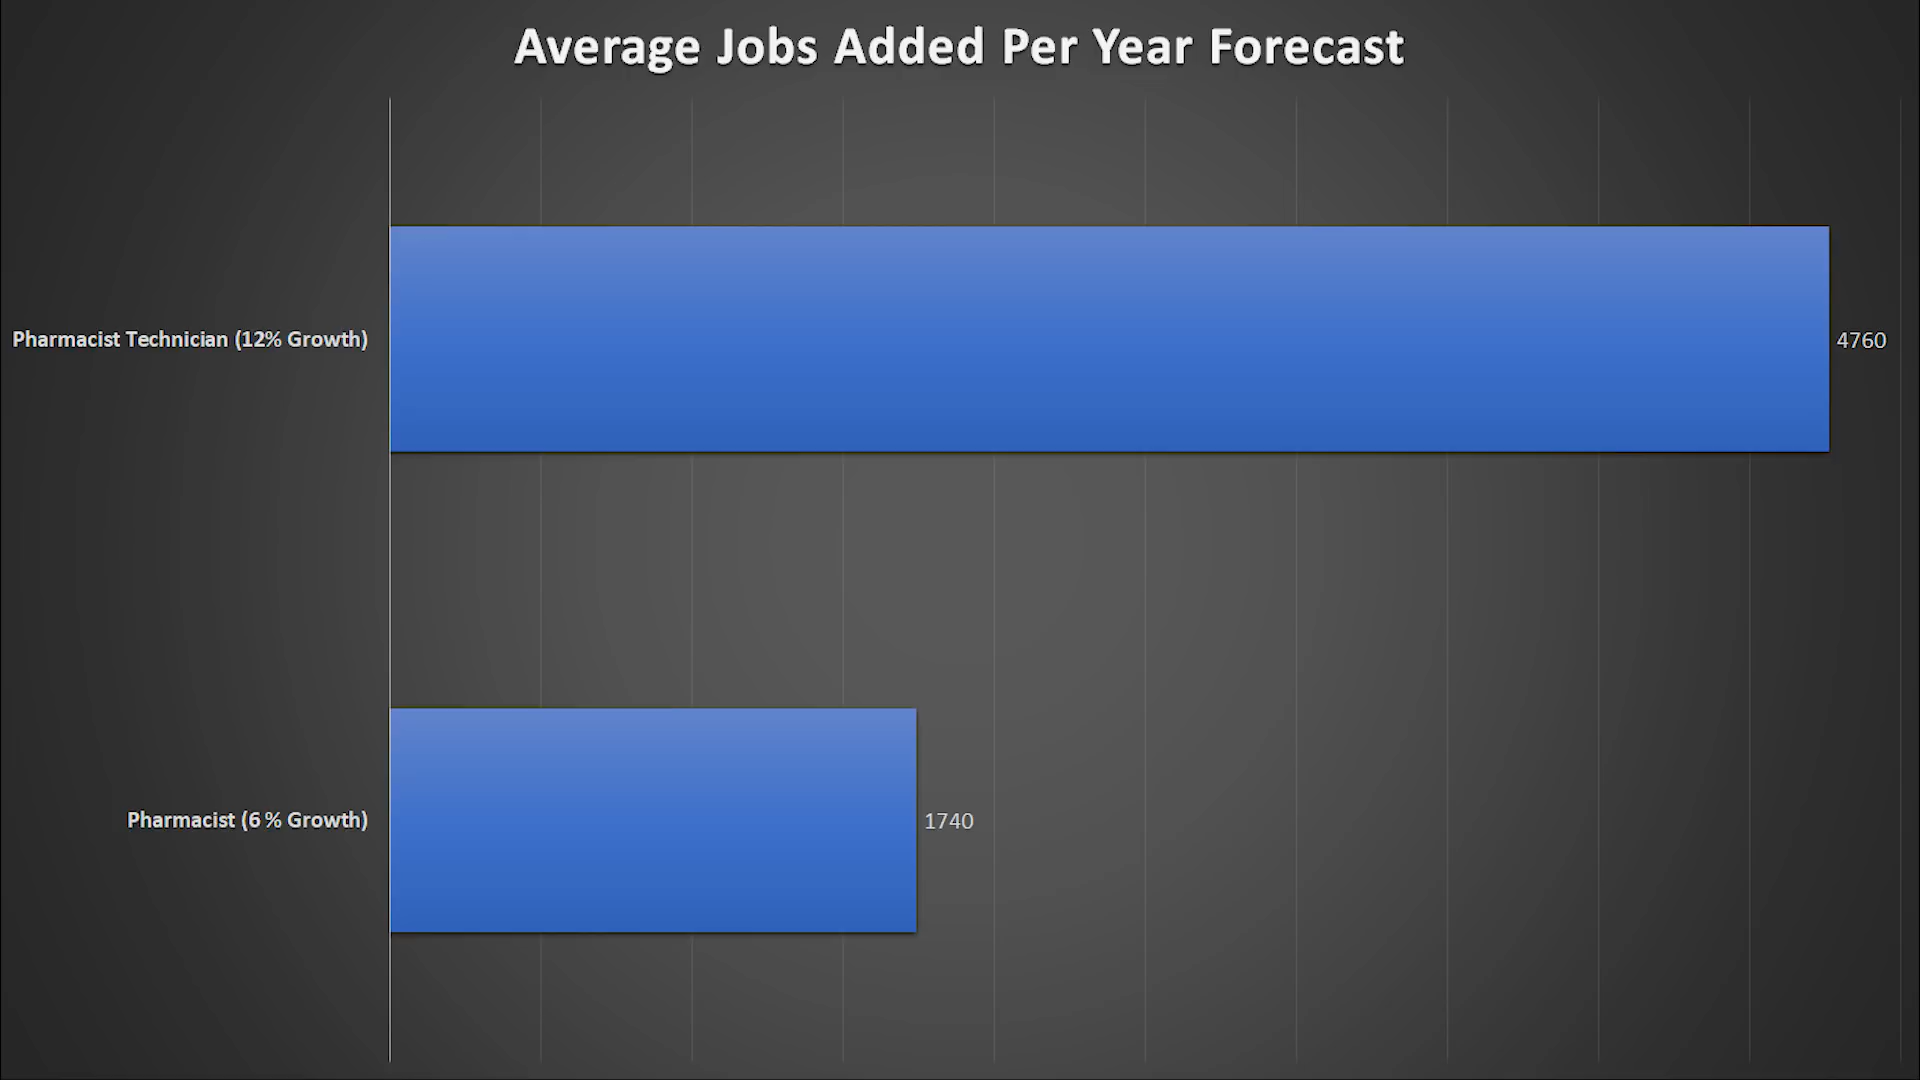 Average Jobs Added Per Year Forecast
Pharmacist Technician (12% Growth)
4760
Pharmacist (6 % Growth)
1740